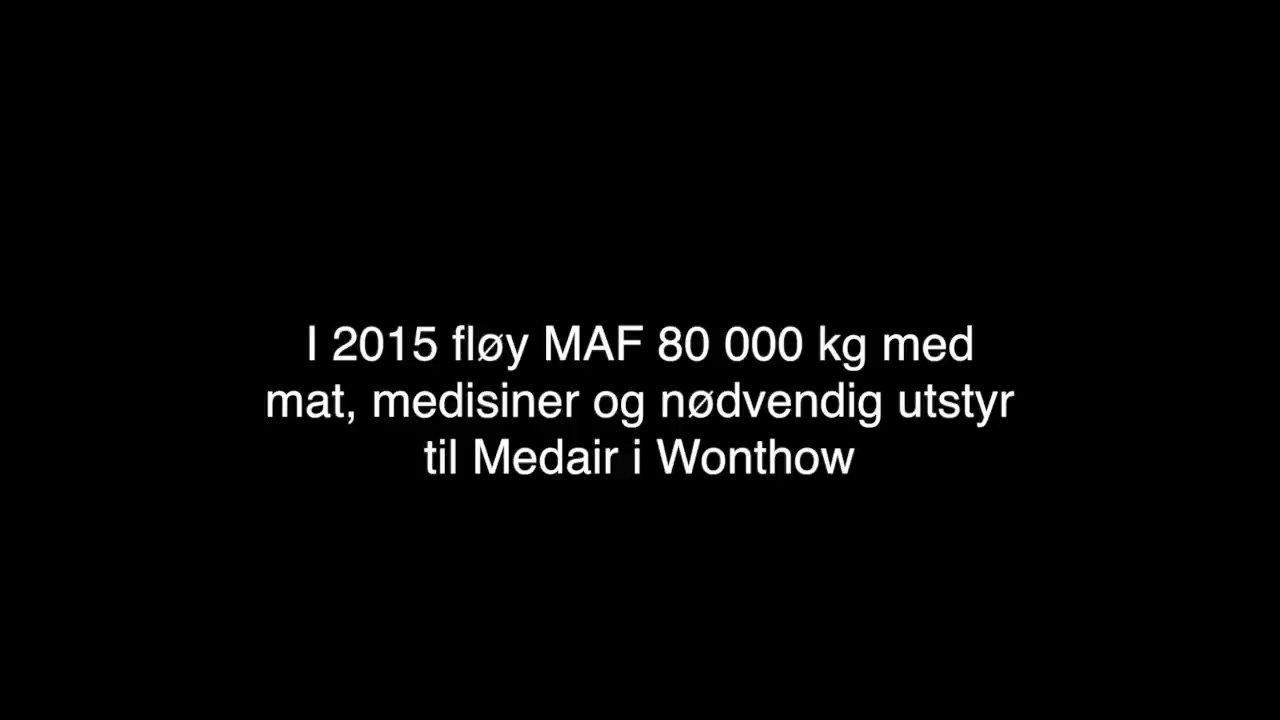 I 2015 fløy MAF 80 000 kg med
mat, medisiner og nødvendig utstyr
til Medair i Wonthow